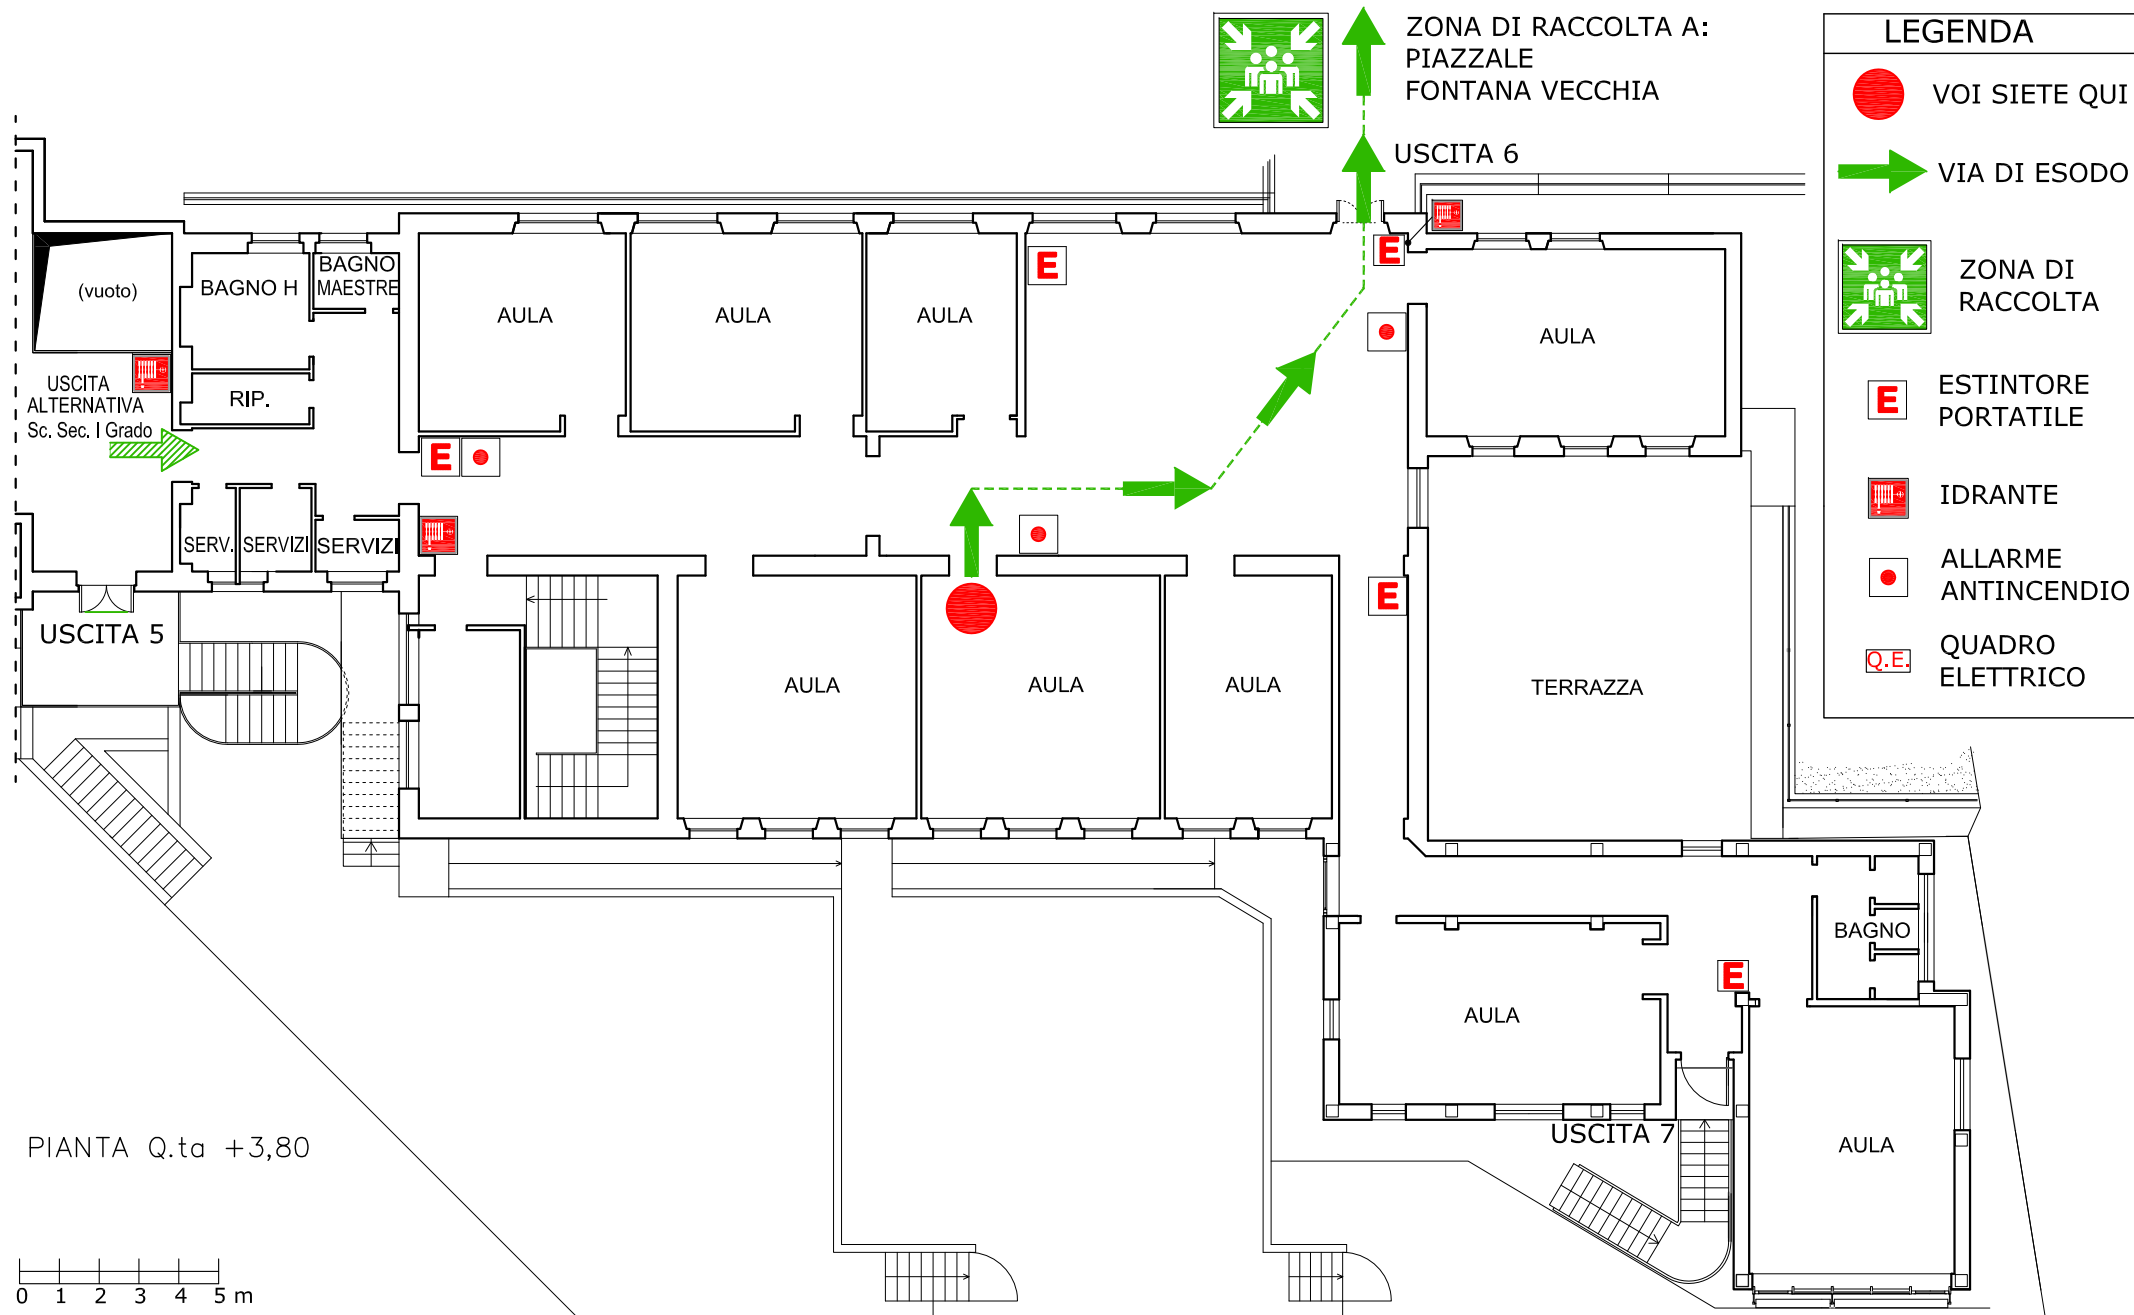 ZONA DI RACCOLTA A:
PIAZZALE
FONTANA VECCHIA
USCITA 6
LEGENDA
VOI SIETE QUI
VIA DI ESODO
ZONA DI
RACCOLTA
E
ESTINTORE
PORTATILE
IDRANTE
ALLARME
ANTINCENDIO
Q.E.
QUADRO
ELETTRICO
(vuoto)
BAGNO H
BAGNO
MAESTRE
AULA
AULA
AULA
E
E
AULA
USCITA
ALTERNATIVA
Sc. Sec. I Grado
RIP.
E
SERV.
SERVIZI
SERVIZI
E
USCITA 5
AULA
AULA
AULA
TERRAZZA
BAGNO
E
AULA
USCITA 7
AULA
PIANTA Q.ta +3,80
0 1 2 3 4 5 m